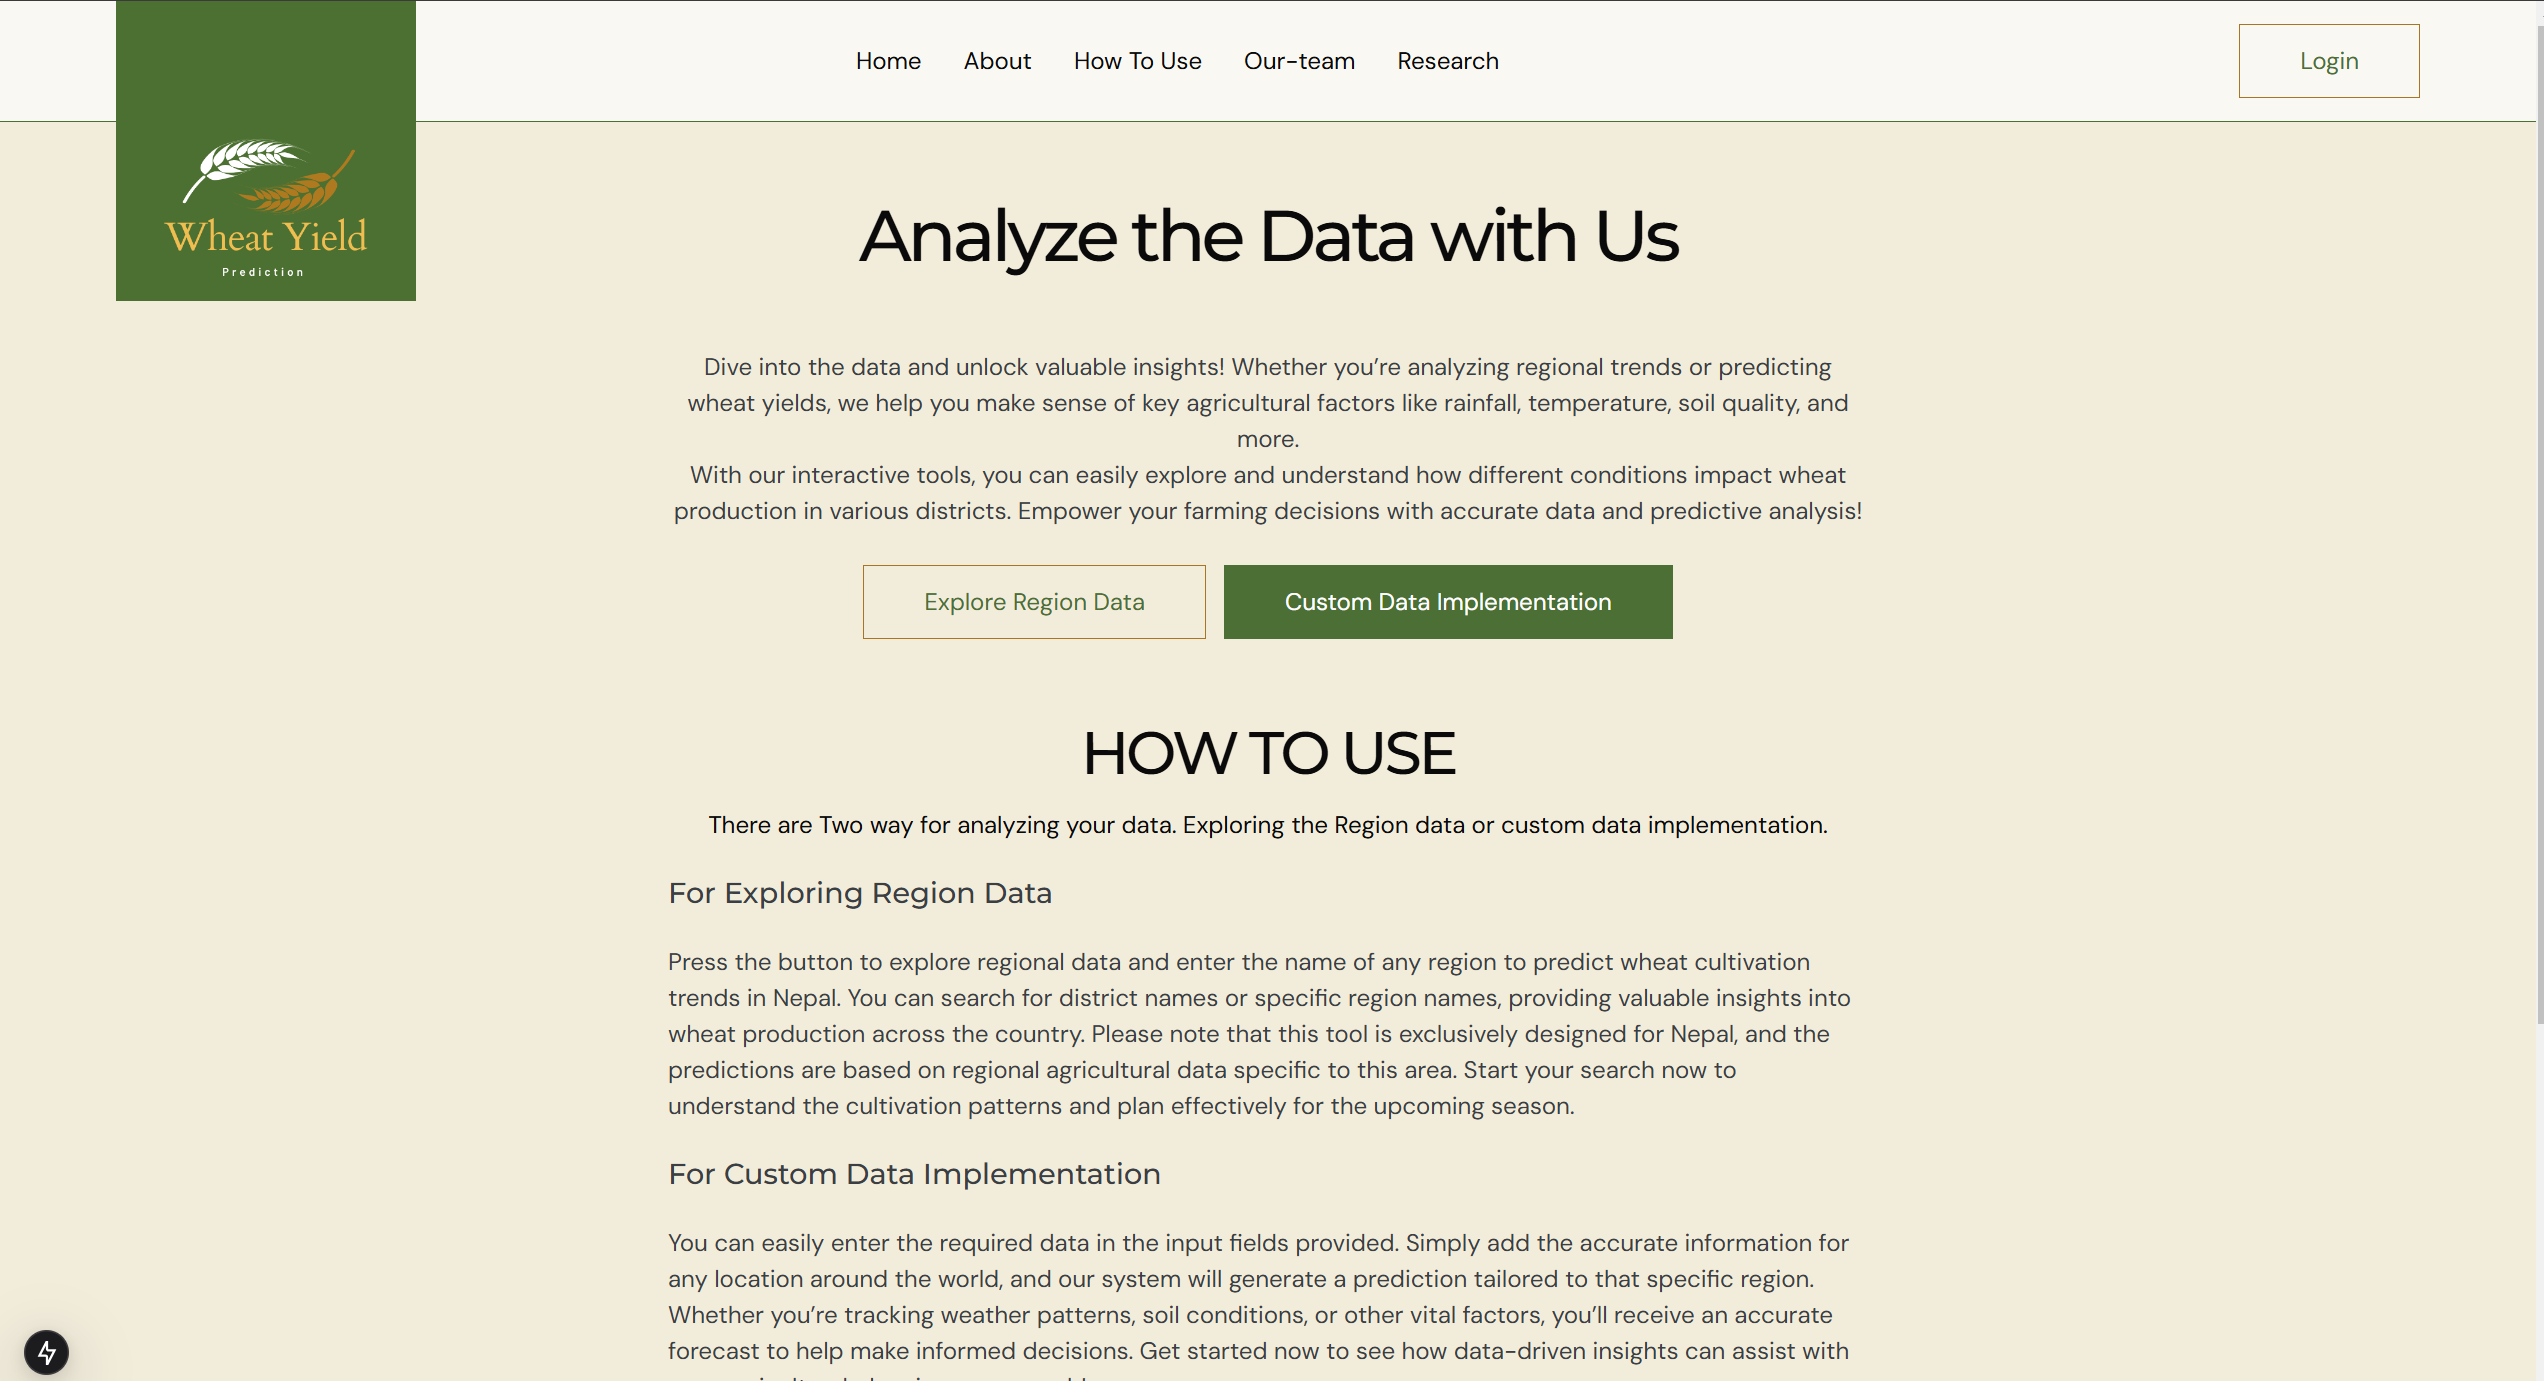 Home About How To Use Our-team Research
Login
Wheat Yield
Prediction
Analyze the Data with Us
Dive into the data and unlock valuable insights! Whether you’re analyzing regional trends or predicting
wheat yields, we help you make sense of key agricultural factors like rainfall, temperature, soil quality, and
more.
With our interactive tools, you can easily explore and understand how different conditions impact wheat
production in various districts. Empower your farming decisions with accurate data and predictive analysis!
Explore Region Data
Custom Data Implementation
HOW TO USE
There are Two way for analyzing your data. Exploring the Region data or custom data implementation.
For Exploring Region Data
Press the button to explore regional data and enter the name of any region to predict wheat cultivation
trends in Nepal. You can search for district names or specific region names, providing valuable insights into
wheat production across the country. Please note that this tool is exclusively designed for Nepal, and the
predictions are based on regional agricultural data specific to this area. Start your search now to
understand the cultivation patterns and plan effectively for the upcoming season.
For Custom Data Implementation
You can easily enter the required data in the input fields provided. Simply add the accurate information for
any location around the world, and our system will generate a prediction tailored to that specific region.
Whether you’re tracking weather patterns, soil conditions, or other vital factors, you’ll receive an accurate
forecast to help make informed decisions. Get started now to see how data-driven insights can assist with